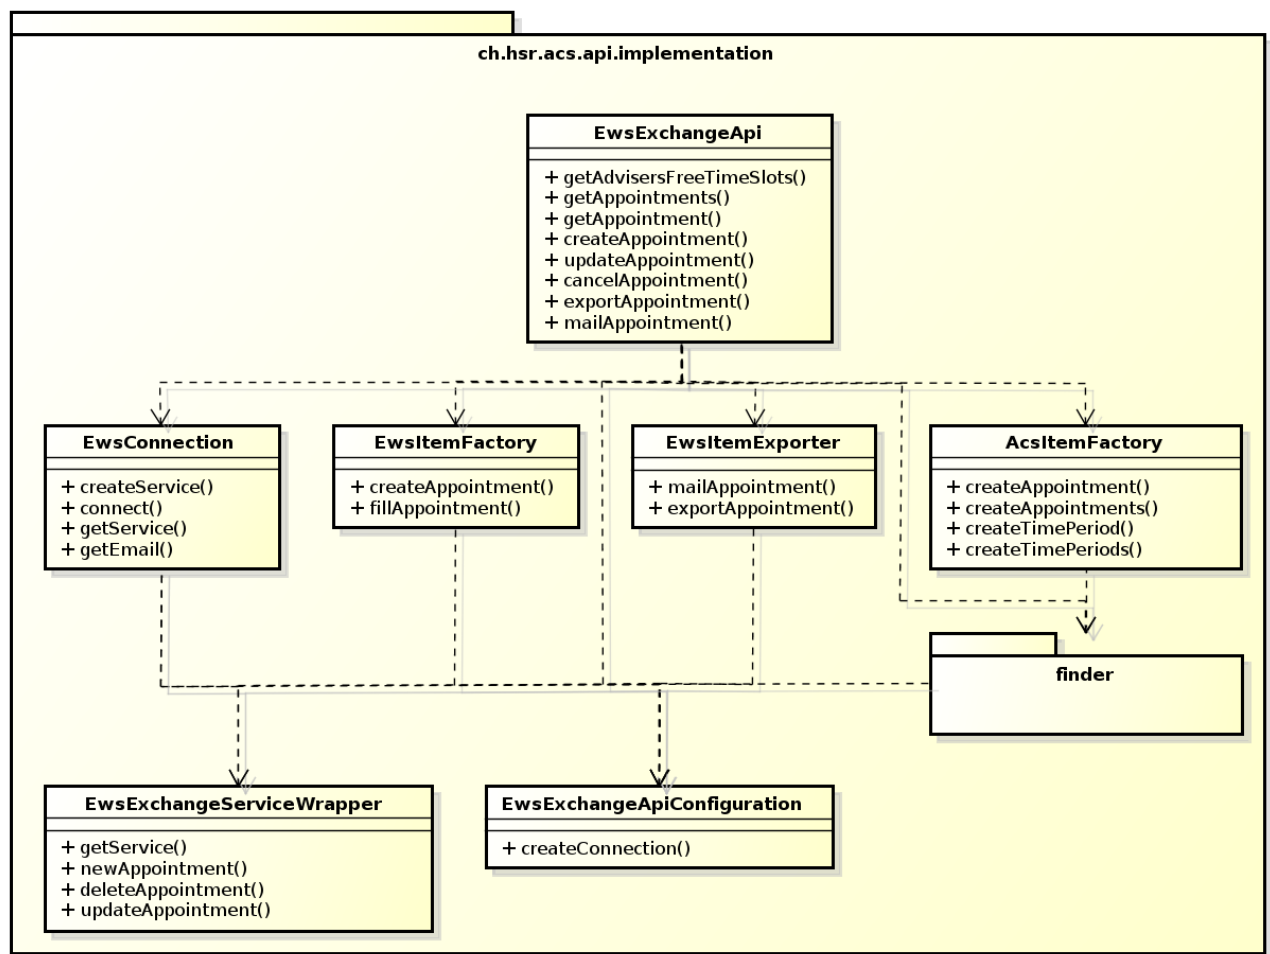 ch.hsr.acs.api.implementation
EwsExchangeApi
+ getAdvisersFreeTimeSlots()
+ getAppointments()
+ getAppointment()
+ createAppointment()
+ updateAppointment()
+ cancelAppointment()
+ exportAppointment()
+ mailAppointment()
EwsConnection
+ createService()
+ connect()
+ getService()
+ getEmail()
EwsItemFactory
+ createAppointment()
+ fillAppointment()
EwsItemExporter
+ mailAppointment()
+ exportAppointment()
AcsItemFactory
+ createAppointment()
+ createAppointments()
+ createTimePeriod()
+ createTimePeriods()
finder
EwsExchangeServiceWrapper
+ getService()
+ newAppointment()
+ deleteAppointment()
+ updateAppointment()
EwsExchangeApiConfiguration
+ createConnection()